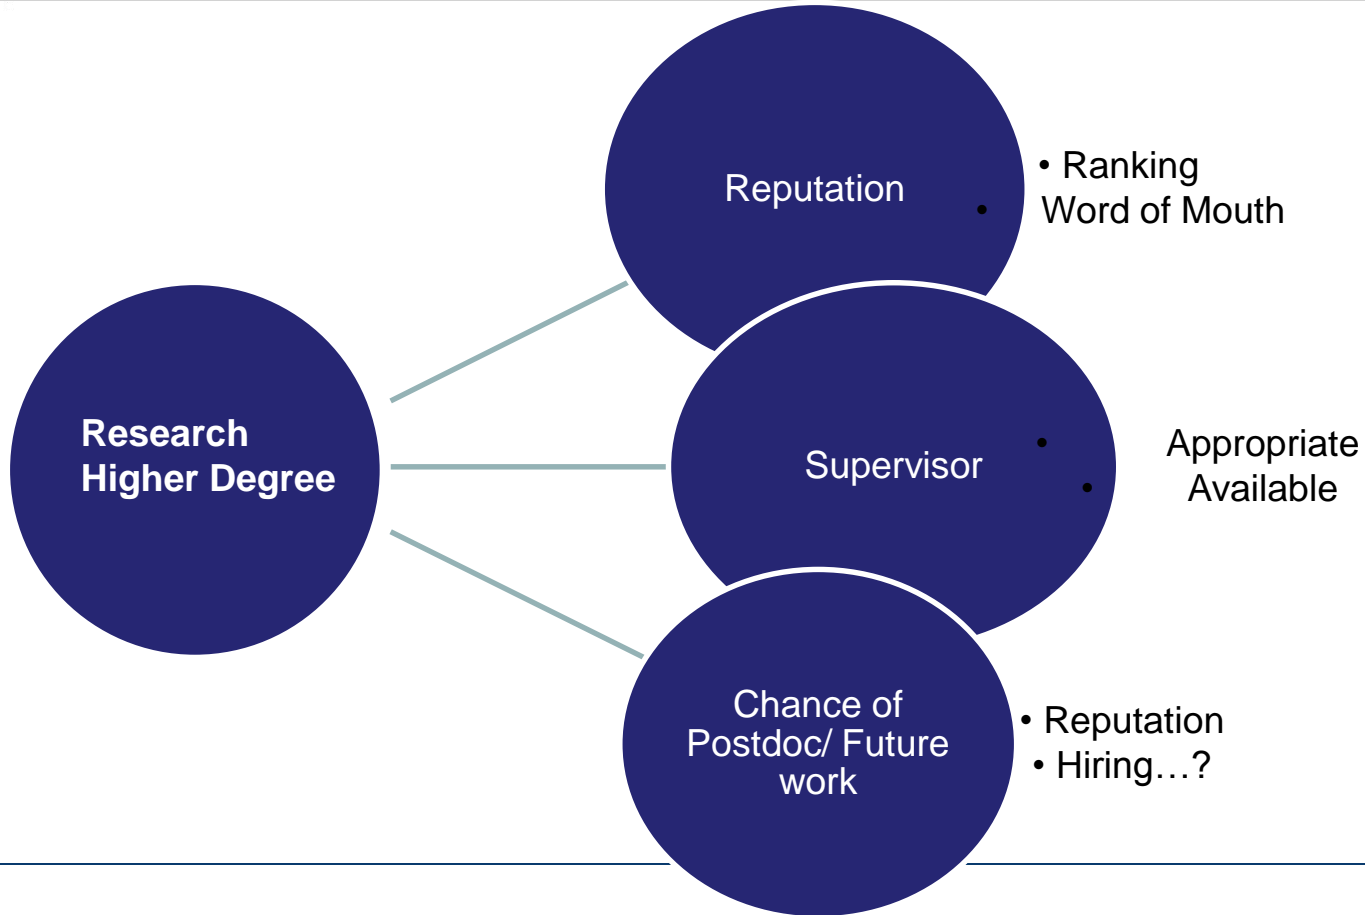 Research
Higher Degree
Reputation
• Ranking
• Word of Mouth
Supervisor
• Appropriate
• Available
Chance of
Postdoc/ Future
work
• Reputation
• Hiring…?